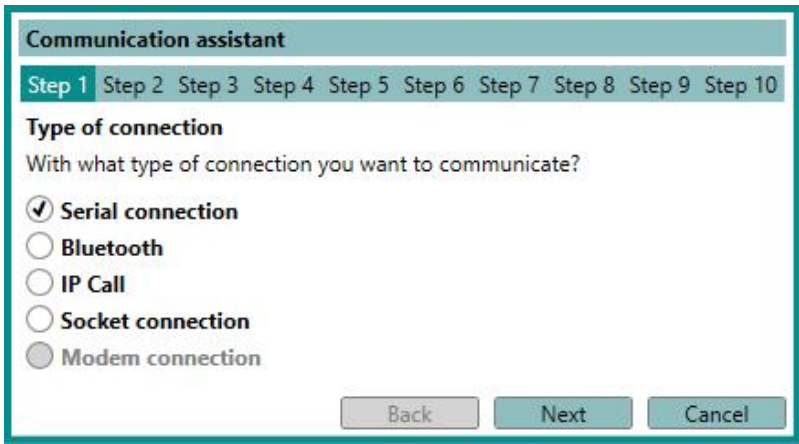 Communication assistant
Step 1 Step 2 Step 3 Step 4 Step 5 Step 6 Step 7 Step 8 Step 9 Step 10
Type of connection
With what type of connection you want to communicate?
Serial connection
Bluetooth
IP Call
Socket connection
Modem connection
Back Next Cancel